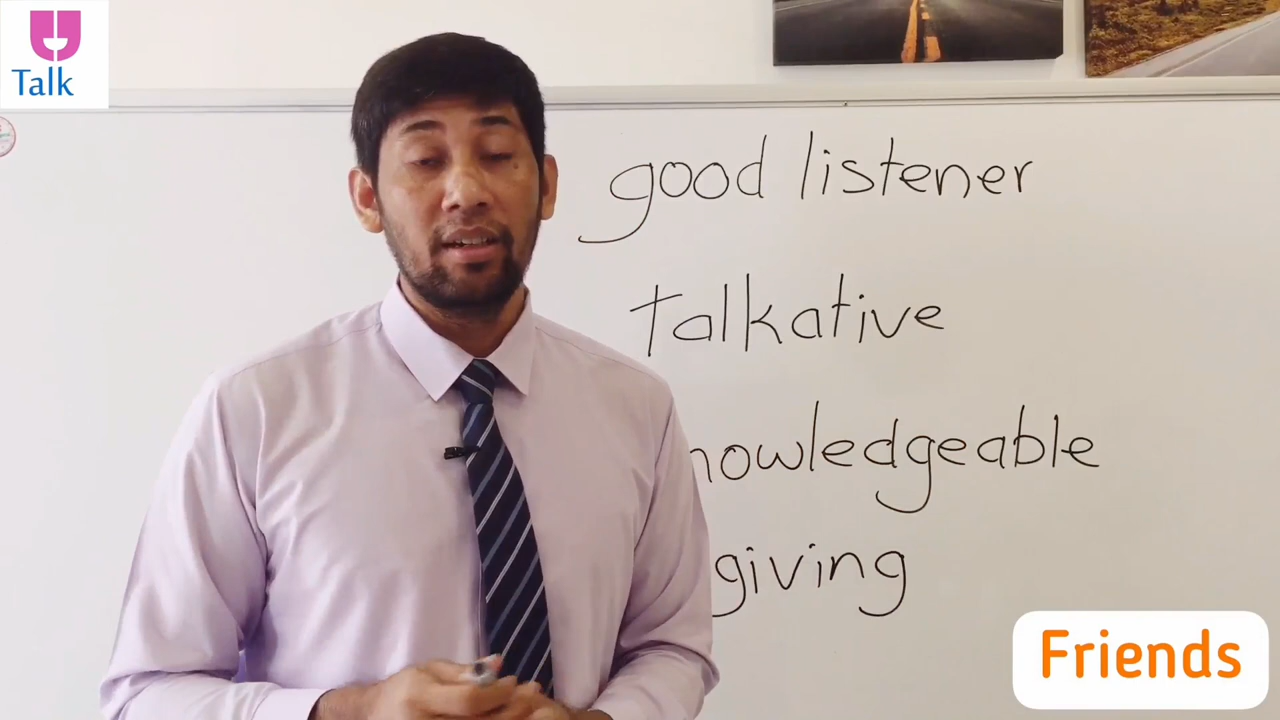 U
Talk
good listener
talkative
nowledgeable
giving
Friends